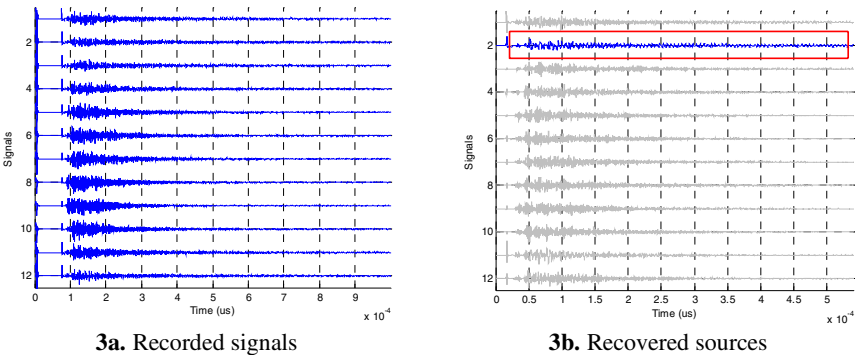 Signals
2
4
6
8
10
12
0 1 2 3 4 5 6 7 8 9
Time (us)
x 10^-4
3a. Recorded signals
Signals
2
4
6
8
10
12
0 0.5 1 1.5 2 2.5 3 3.5 4 4.5 5
Time (us)
x 10^-4
3b. Recovered sources